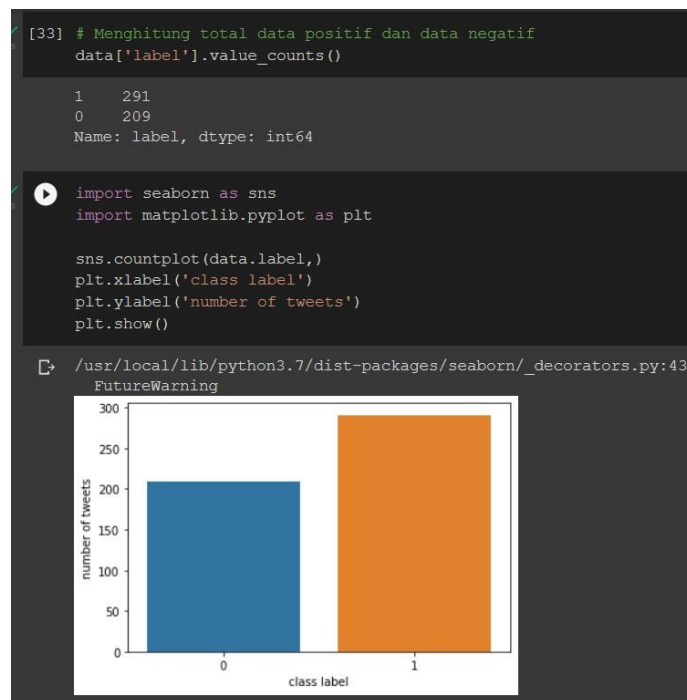 [33] # Menghitung total data positif dan data negatif
data['label'].value_counts()
1 291
0 209
Name: label, dtype: int64
import seaborn as sns
import matplotlib.pyplot as plt
sns.countplot(data.label,)
plt.xlabel('class label')
plt.ylabel('number of tweets')
plt.show()
/usr/local/lib/python3.7/dist-packages/seaborn/_decorators.py:43
FutureWarning
300
250
200
150
100
50
0
number of tweets
0 1
class label